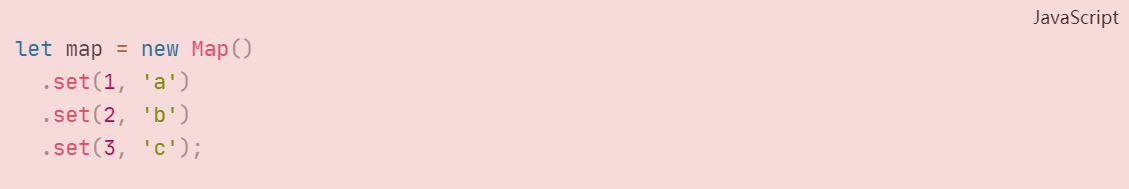 JavaScript
let map = new Map()
  .set(1, 'a')
  .set(2, 'b')
  .set(3, 'c');